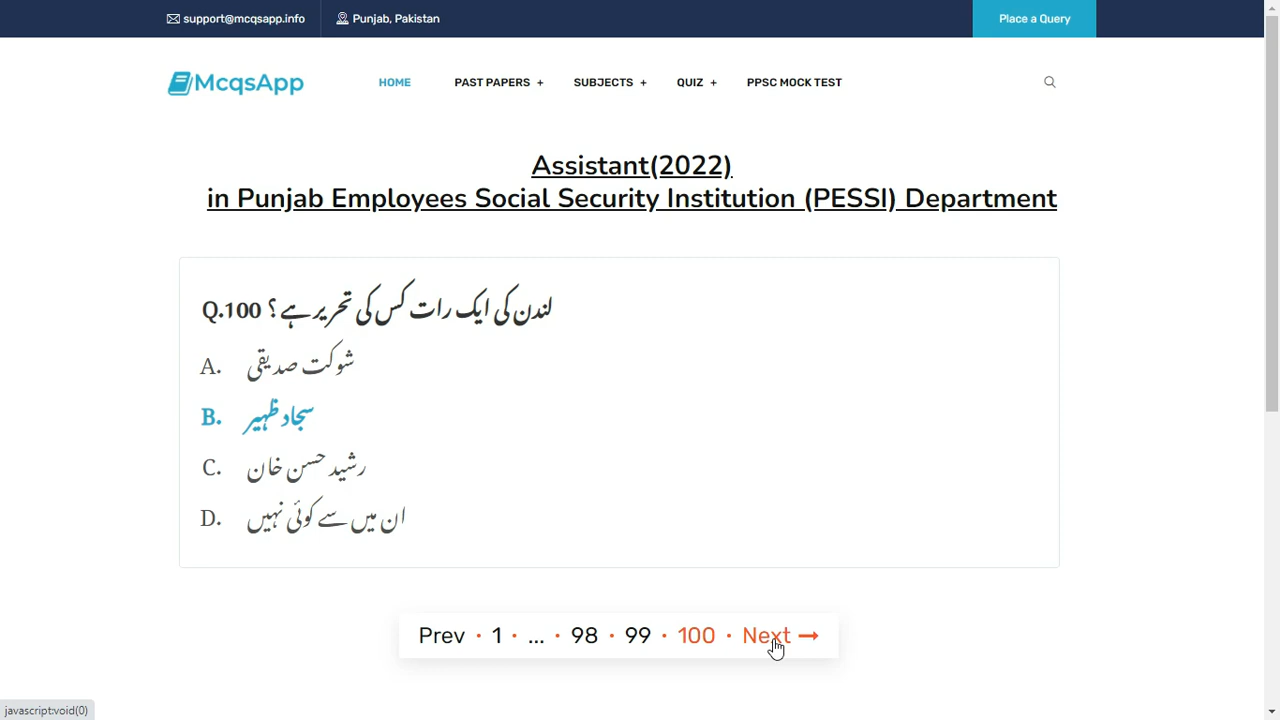 support@mcqsapp.info
Punjab, Pakistan
Place a Query
McqsApp
HOME
PAST PAPERS +
SUBJECTS +
QUIZ +
PPSC MOCK TEST
Assistant(2022)
in Punjab Employees Social Security Institution (PESSI) Department
Q.100 لندن کی ایک رات کس کی تحریر ہے ؟
A. شوکت صدیقی
B. سجاد ظہیر
C. رشید حسن خان
D. ان میں سے کوئی نہیں
Prev · 1 · ... · 98 · 99 · 100 · Next →
javascript:void(0)